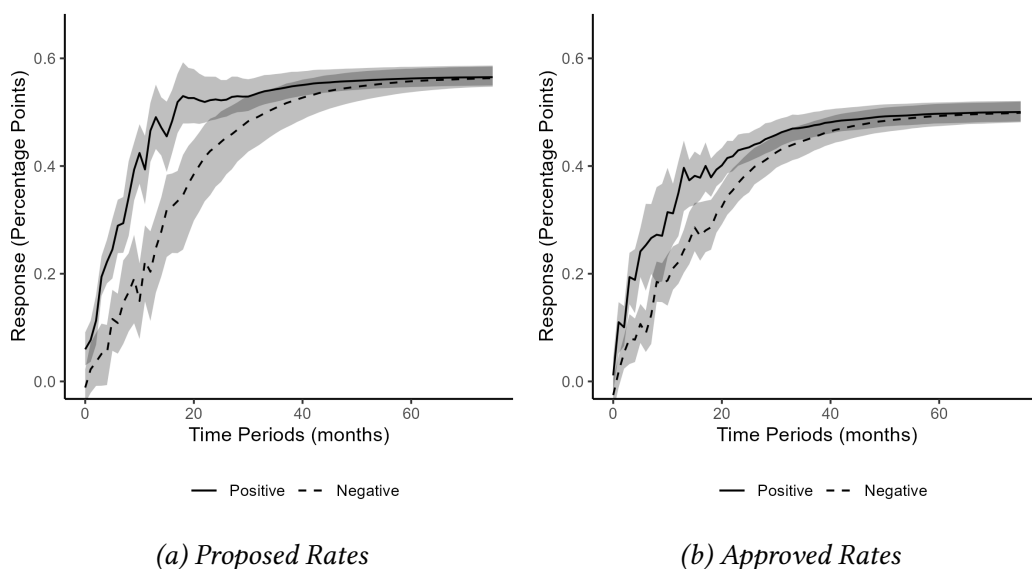 Response (Percentage Points)
0.6
0.4
0.2
0.0
0 20 40 60
Time Periods (months)
Positive Negative
(a) Proposed Rates
Response (Percentage Points)
0.6
0.4
0.2
0.0
0 20 40 60
Time Periods (months)
Positive Negative
(b) Approved Rates